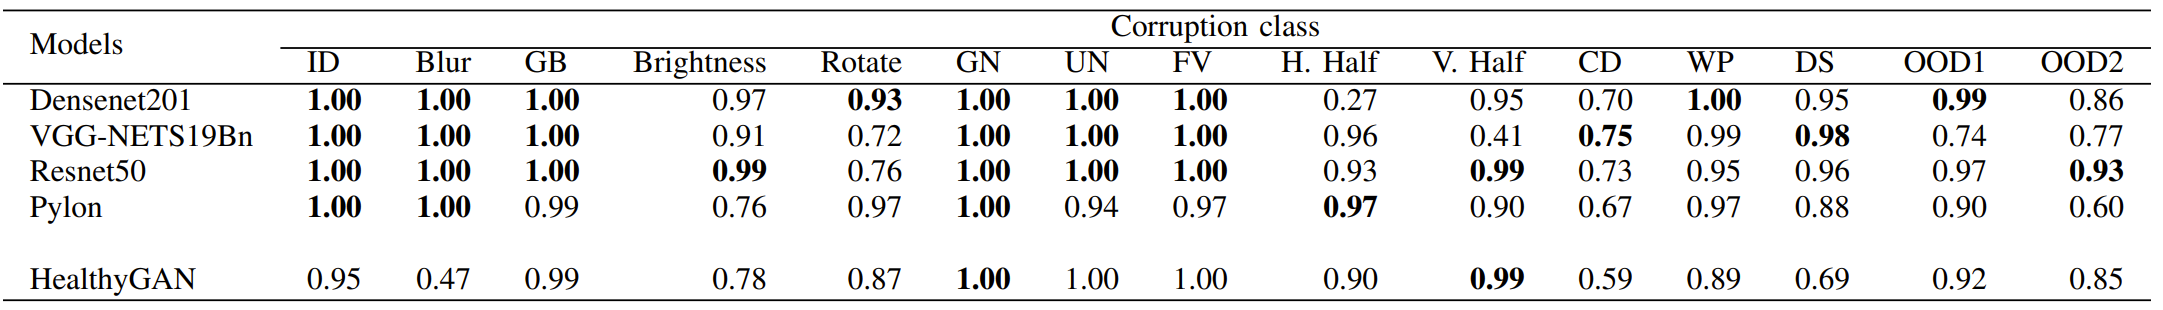 Corruption class
Models
ID Blur GB Brightness Rotate GN UN FV H. Half V. Half CD WP DS OOD1 OOD2
Densenet201 1.00 1.00 1.00 0.97 0.93 1.00 1.00 1.00 0.27 0.95 0.70 1.00 0.95 0.99 0.86
VGG-NETS19Bn 1.00 1.00 1.00 0.91 0.72 1.00 1.00 1.00 0.96 0.41 0.75 0.99 0.98 0.74 0.77
Resnet50 1.00 1.00 1.00 0.99 0.76 1.00 1.00 1.00 0.93 0.99 0.73 0.95 0.96 0.97 0.93
Pylon 1.00 1.00 0.99 0.76 0.97 1.00 0.94 0.97 0.97 0.90 0.67 0.97 0.88 0.90 0.60
HealthyGAN 0.95 0.47 0.99 0.78 0.87 1.00 1.00 1.00 0.90 0.99 0.59 0.89 0.69 0.92 0.85